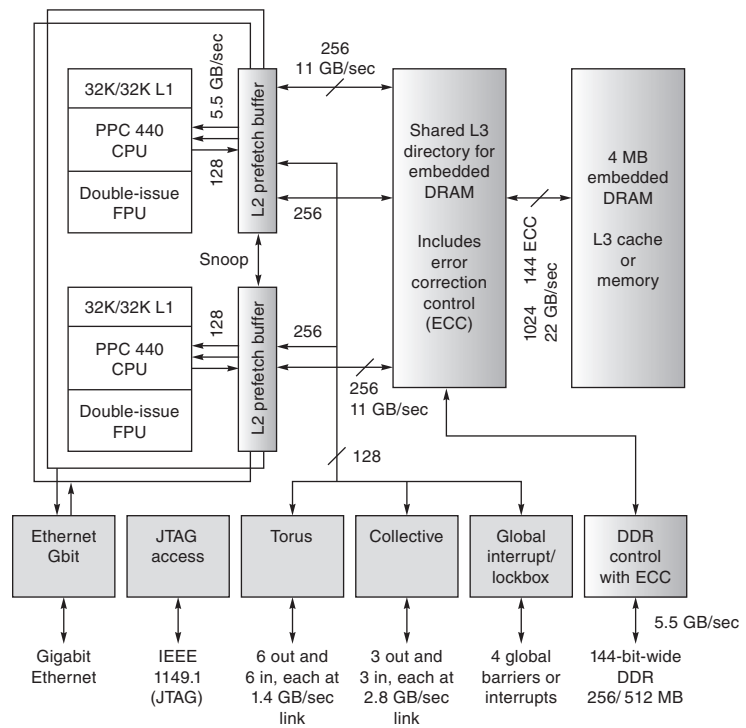 256
11 GB/sec
5.5 GB/sec
32K/32K L1
PPC 440
CPU
Double-issue
FPU
128
L2 prefetch buffer
256
Shared L3
directory for
embedded
DRAM
Includes
error
correction
control
(ECC)
1024
144 ECC
22 GB/sec
4 MB
embedded
DRAM
L3 cache
or
memory
Snoop
32K/32K L1
PPC 440
CPU
Double-issue
FPU
128
L2 prefetch buffer
256
256
11 GB/sec
128
Ethernet
Gbit
JTAG
access
Torus
Collective
Global
interrupt/
lockbox
DDR
control
with ECC
5.5 GB/sec
Gigabit
Ethernet
IEEE
1149.1
(JTAG)
6 out and
6 in, each at
1.4 GB/sec
link
3 out and
3 in, each at
2.8 GB/sec
link
4 global
barriers or
interrupts
144-bit-wide
DDR
256/ 512 MB